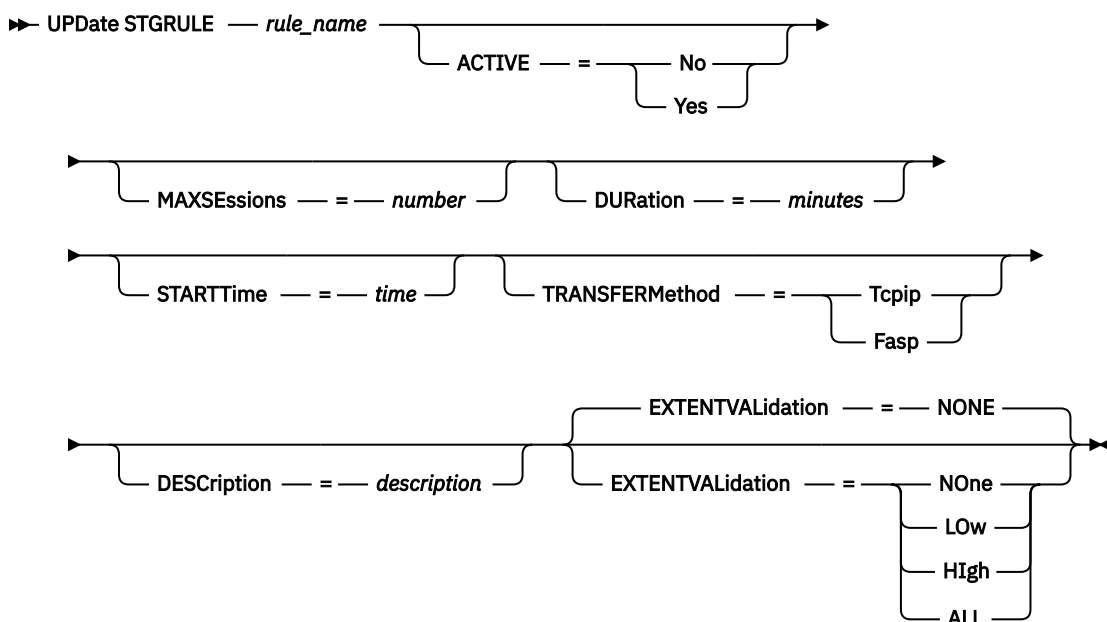 UPDate STGRULE rule_name
ACTIVE = No
Yes
MAXSEssions = number DURation = minutes
STARTTime = time TRANSFERMethod = Tcpip
Fasp
EXTENTVALidation = NONE
DESCription = description EXTENTVALidation = NOne
LOw
HIgh
ALL